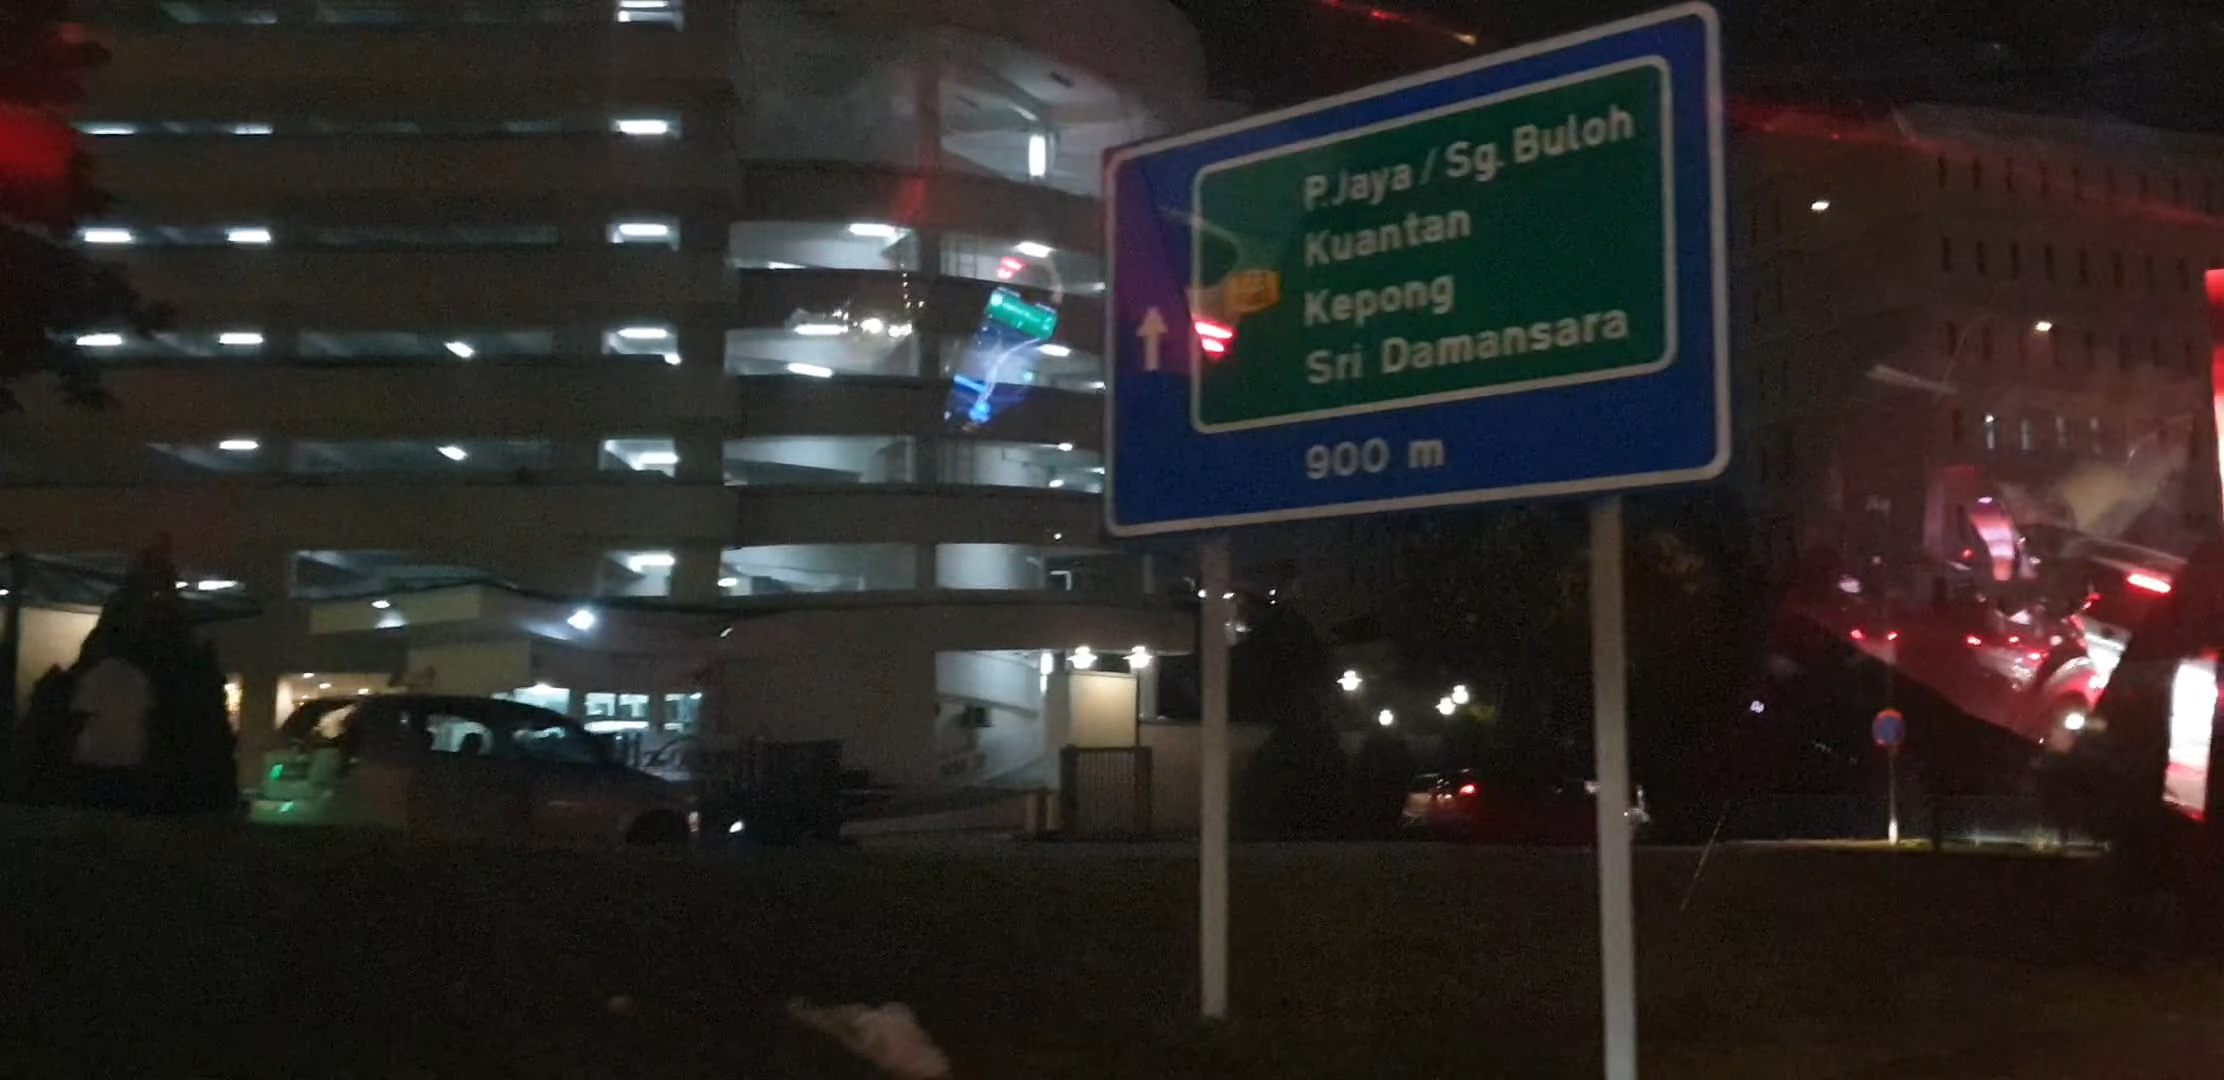 P.Jaya / Sg. Buloh
Kuantan
Kepong
Sri Damansara
900 m